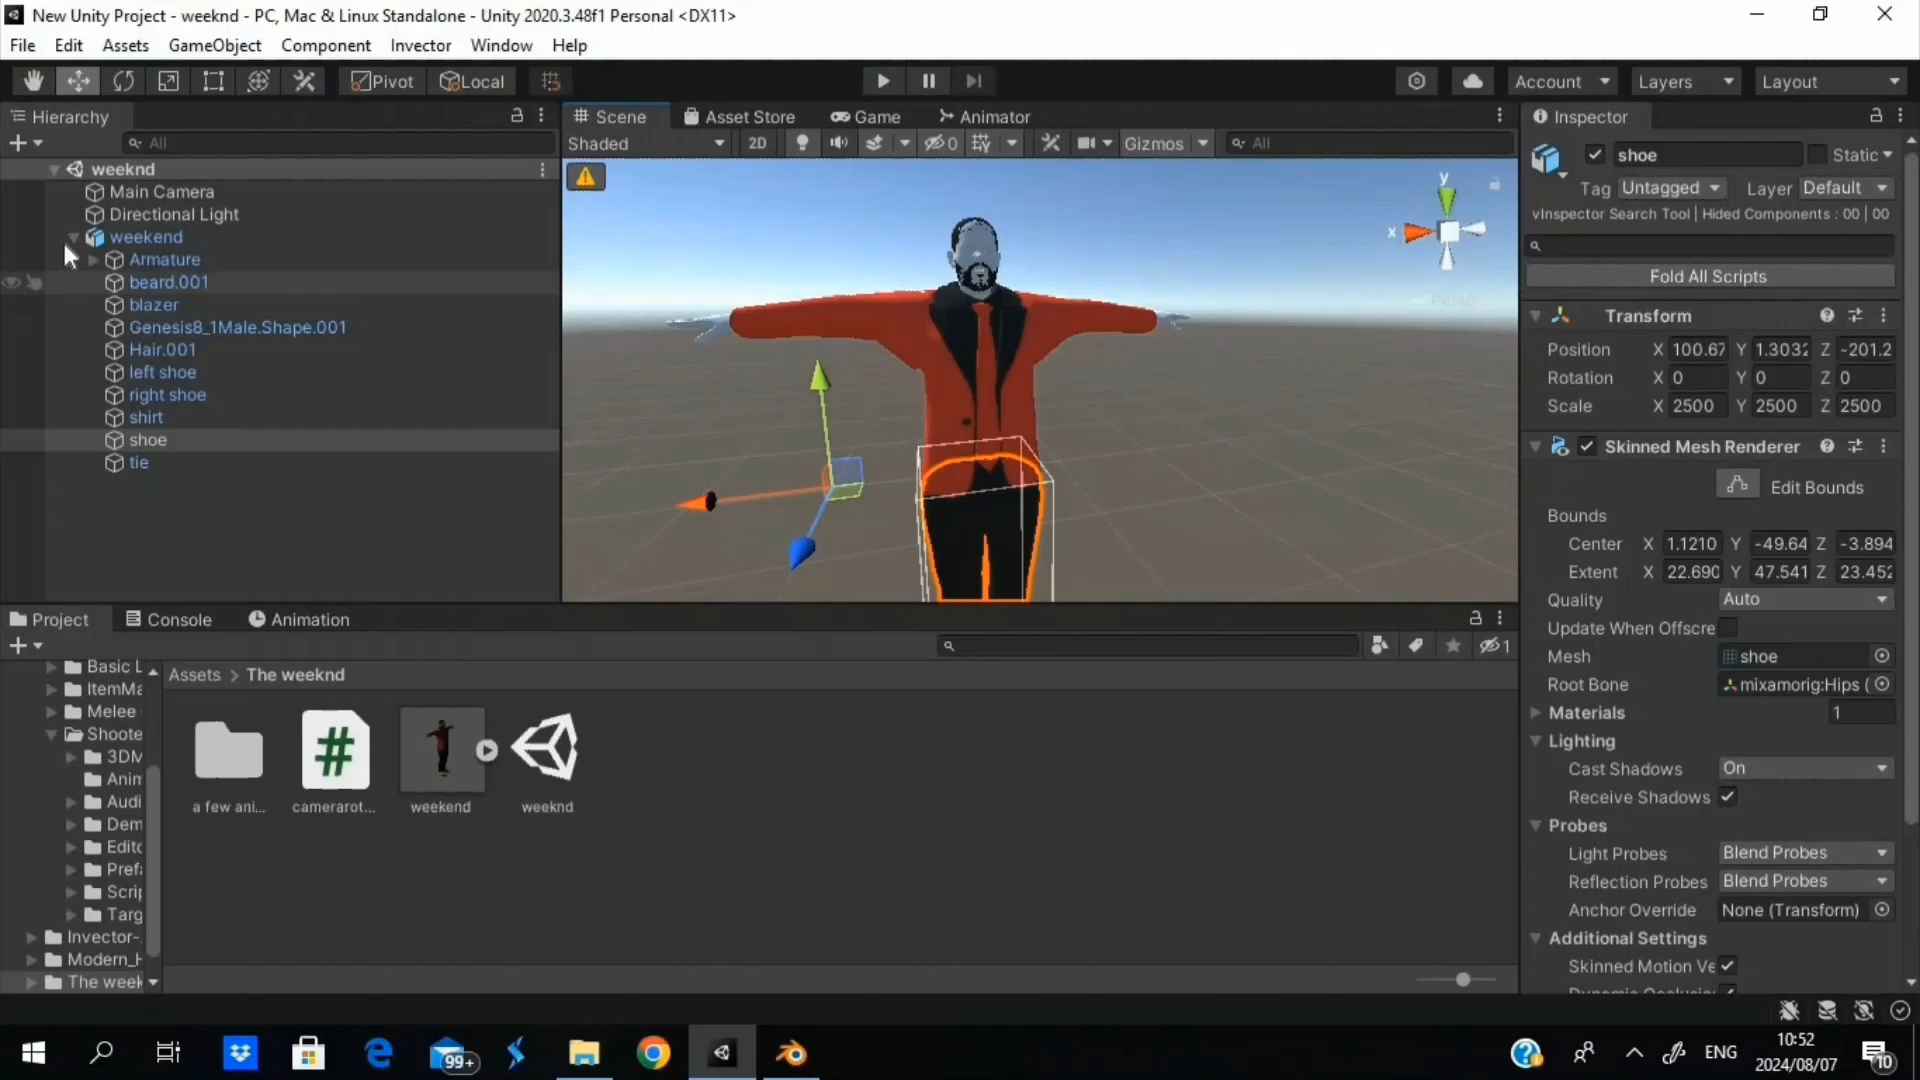 New Unity Project - weeknd - PC, Mac & Linux Standalone - Unity 2020.3.48f1 Personal <DX11>
File Edit Assets GameObject Component Invector Window Help
Pivot Local Account Layers Layout
Hierarchy
All
weeknd
Main Camera
Directional Light
weekend
Armature
beard.001
blazer
Genesis8_1Male.Shape.001
Hair.001
left shoe
right shoe
shirt
shoe
tie
Scene Asset Store Game Animator
Shaded 2D 0 Gizmos All
y
x
Persp
Inspector
shoe Static
Tag Untagged Layer Default
vInspector Search Tool | Hided Components : 00 | 00
Fold All Scripts
Transform
Position X 100.67 Y 1.3032 Z -201.2
Rotation X 0 Y 0 Z 0
Scale X 2500 Y 2500 Z 2500
Skinned Mesh Renderer
Edit Bounds
Bounds
Center X 1.1210 Y -49.64 Z -3.894
Extent X 22.690 Y 47.541 Z 23.452
Quality Auto
Update When Offscre
Mesh shoe
Root Bone mixamorig:Hips (
Materials 1
Lighting
Cast Shadows On
Receive Shadows
Probes
Light Probes Blend Probes
Reflection Probes Blend Probes
Anchor Override None (Transform)
Additional Settings
Skinned Motion Ve
Project Console Animation
1
Basic L
ItemMa
Melee
Shoote
3DM
Anim
Audi
Dem
Edito
Pref
Scrip
Targ
Invector-
Modern_H
The week
Assets > The weeknd
a few ani... camerarot... weekend weeknd
99+
ENG
10:52
2024/08/07
10